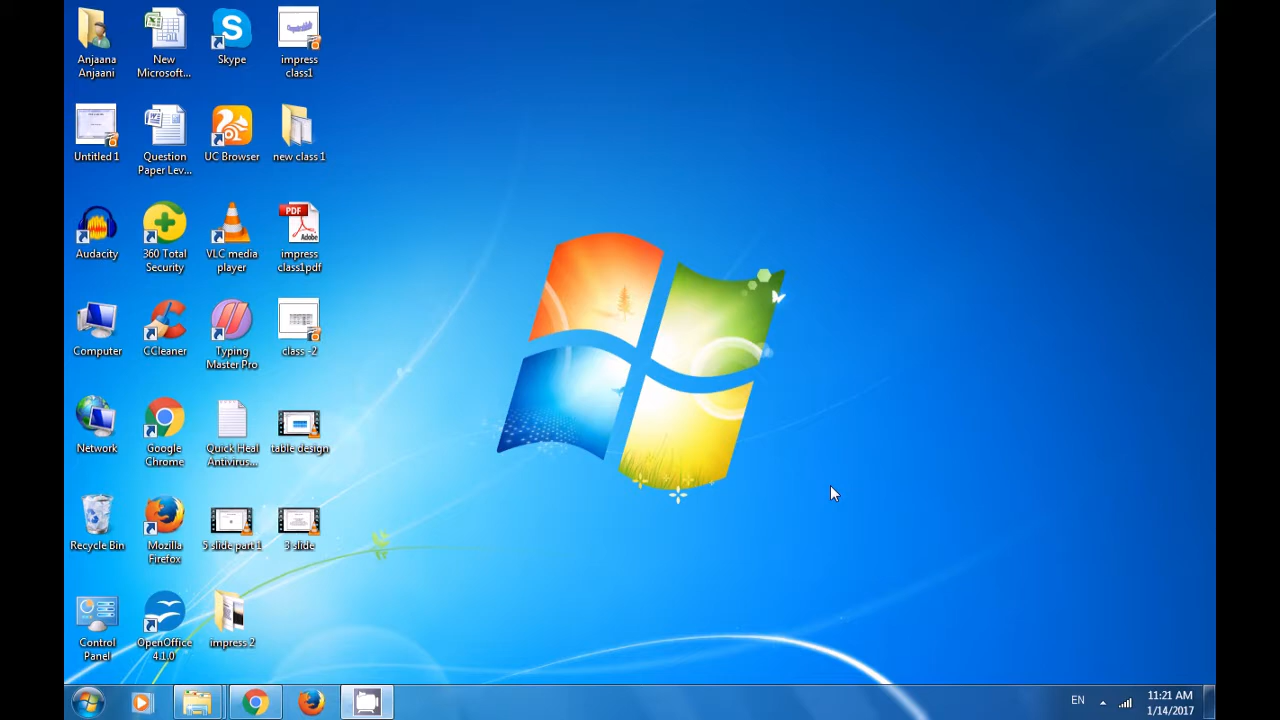 Anjaana
Anjaani
New
Microsoft...
Skype
impress
class1
Untitled 1
Question
Paper Lev...
UC Browser
new class 1
Audacity
360 Total
Security
VLC media
player
PDF
Adobe
impress
class1pdf
Computer
CCleaner
Typing
Master Pro
class -2
Network
Google
Chrome
Quick Heal
Antivirus...
table design
Recycle Bin
Mozilla
Firefox
5 slide part 1
3 slide
Control
Panel
OpenOffice
4.1.0
impress 2
EN
11:21 AM
1/14/2017